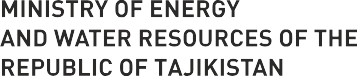 MINISTRY OF ENERGY
AND WATER RESOURCES OF THE
REPUBLIC OF TAJIKISTAN